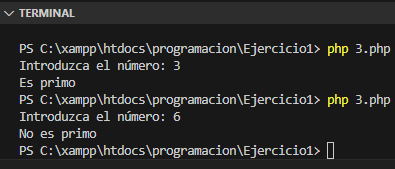 TERMINAL
PS C:\xampp\htdocs\programacion\Ejercicio1> php 3.php
Introduzca el número: 3
Es primo
PS C:\xampp\htdocs\programacion\Ejercicio1> php 3.php
Introduzca el número: 6
No es primo
PS C:\xampp\htdocs\programacion\Ejercicio1>